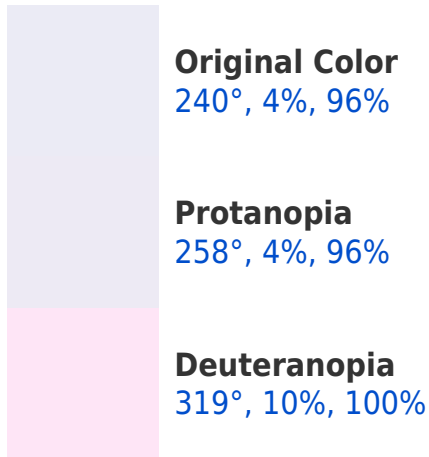 Original Color
240°, 4%, 96%
Protanopia
258°, 4%, 96%
Deuteranopia
319°, 10%, 100%